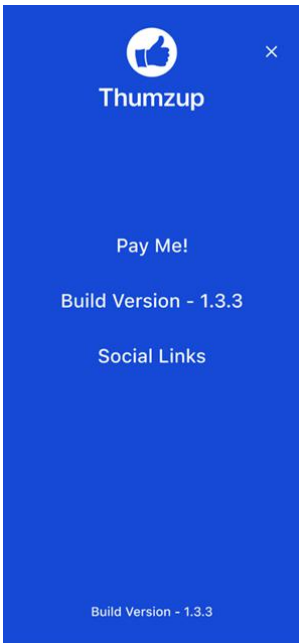 Thumzup
Pay Me!
Build Version - 1.3.3
Social Links
Build Version - 1.3.3